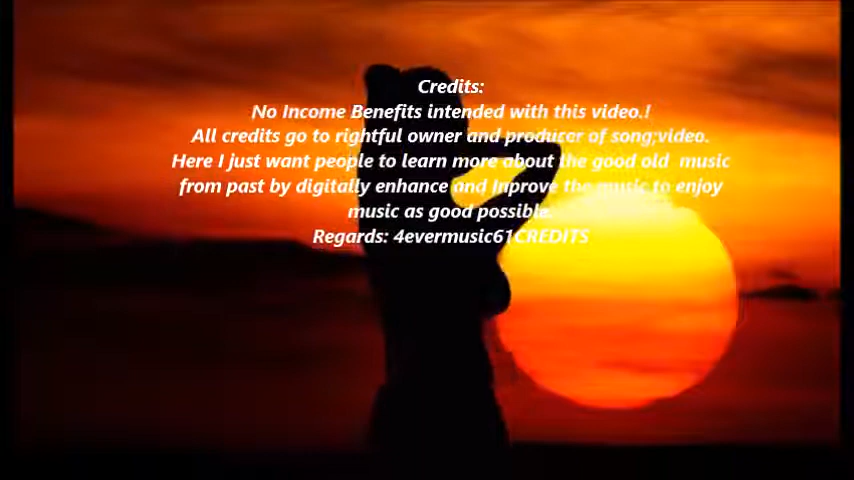 Credits:
No Income Benefits intended with this video.!
All credits go to rightful owner and producer of song;video.
Here I just want people to learn more about the good old music
from past by digitally enhance and inprove the music to enjoy
music as good possible.
Regards: 4evermusic61CREDITS